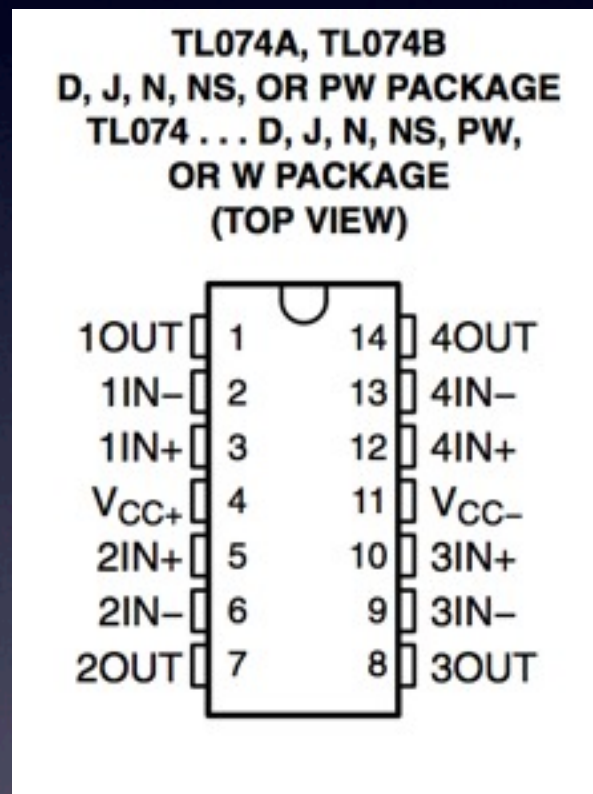 TL074A, TL074B
D, J, N, NS, OR PW PACKAGE
TL074 . . . D, J, N, NS, PW,
OR W PACKAGE
(TOP VIEW)
1OUT 1 14 4OUT
1IN− 2 13 4IN−
1IN+ 3 12 4IN+
VCC+ 4 11 VCC−
2IN+ 5 10 3IN+
2IN− 6 9 3IN−
2OUT 7 8 3OUT